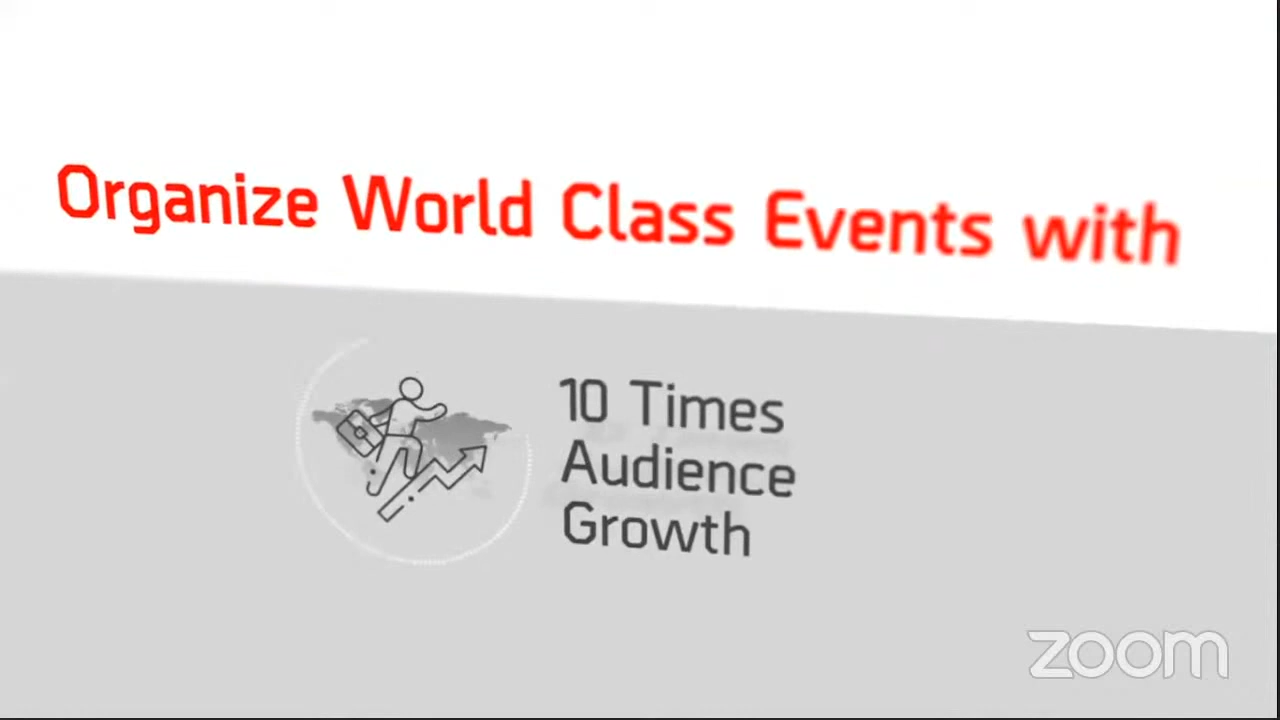 Organize World Class Events with
10 Times
Audience
Growth
zoom